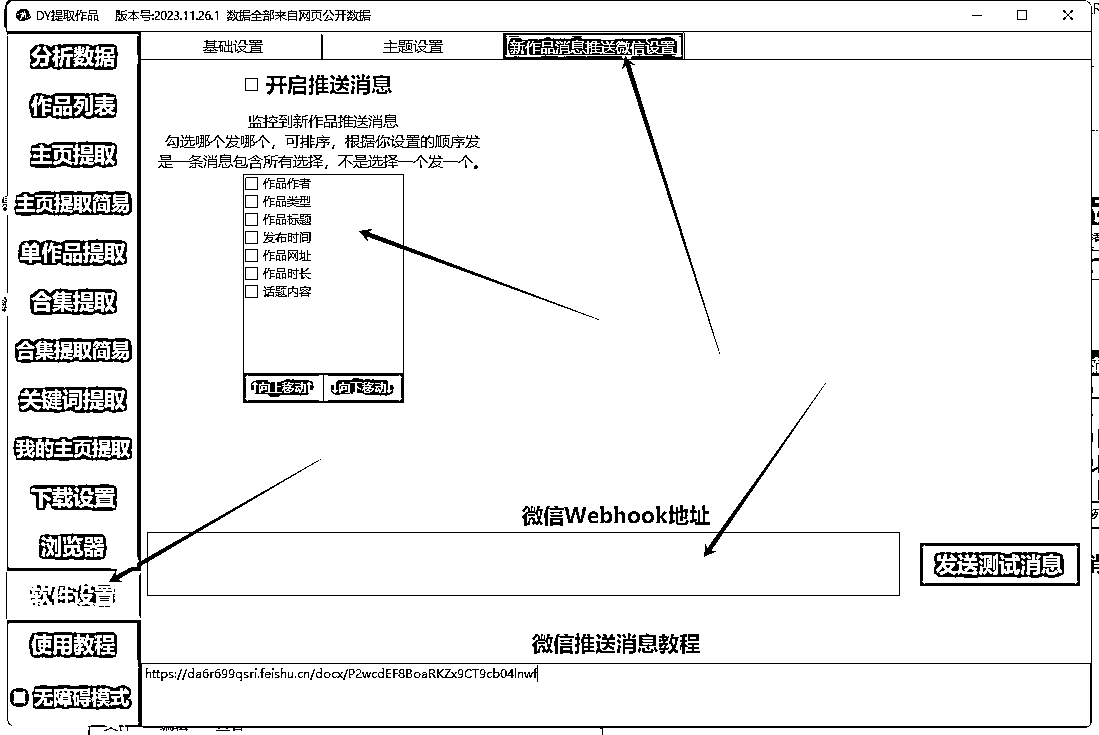 DY提取作品 版本号:2023.11.26.1 数据全部来自网页公开数据
分析数据
作品列表
主页提取
主页提取简易
单作品提取
合集提取
合集提取简易
关键词提取
我的主页提取
下载设置
浏览器
软件设置
使用教程
无障碍模式
基础设置
主题设置
新作品消息推送微信设置
开启推送消息
监控到新作品推送消息
勾选哪个发哪个，可排序，根据你设置的顺序发
是一条消息包含所有选择，不是选择一个发一个。
作品作者
作品类型
作品标题
发布时间
作品网址
作品时长
话题内容
向上移动
向下移动
微信Webhook地址
发送测试消息
微信推送消息教程
https://da6r699qsri.feishu.cn/docx/P2wcdEF8BoaRKZx9CT9cb04lnwf